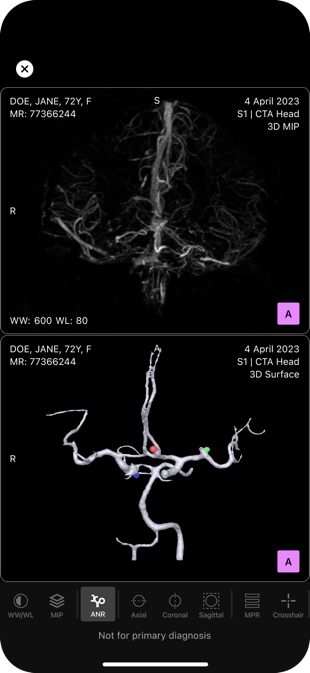 DOE, JANE, 72Y, F
MR: 77366244
S
4 April 2023
S1 | CTA Head
3D MIP
R
WW: 600 WL: 80
A
DOE, JANE, 72Y, F
MR: 77366244
A
4 April 2023
S1 | CTA Head
3D Surface
R
A
WW/WL MIP ANR Axial Coronal Sagittal MPR Crosshair
Not for primary diagnosis